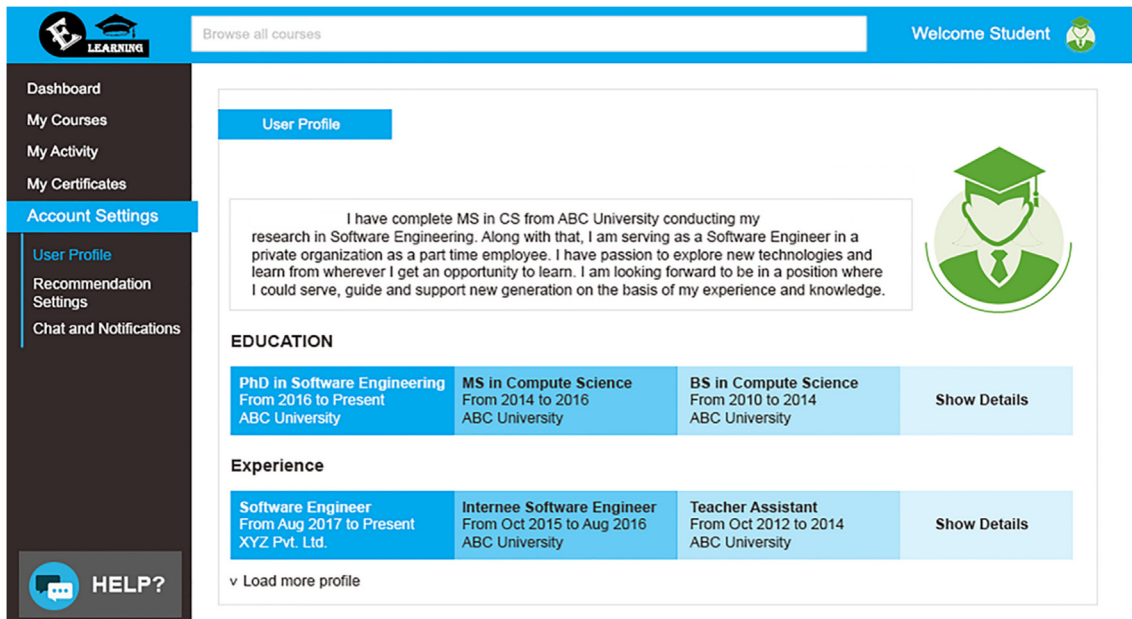 E
LEARNING
Browse all courses
Welcome Student
Dashboard
My Courses
My Activity
My Certificates
Account Settings
User Profile
Recommendation
Settings
Chat and Notifications
HELP?
User Profile
I have complete MS in CS from ABC University conducting my
research in Software Engineering. Along with that, I am serving as a Software Engineer in a
private organization as a part time employee. I have passion to explore new technologies and
learn from wherever I get an opportunity to learn. I am looking forward to be in a position where
I could serve, guide and support new generation on the basis of my experience and knowledge.
EDUCATION
PhD in Software Engineering
From 2016 to Present
ABC University
MS in Compute Science
From 2014 to 2016
ABC University
BS in Compute Science
From 2010 to 2014
ABC University
Show Details
Experience
Software Engineer
From Aug 2017 to Present
XYZ Pvt. Ltd.
Internee Software Engineer
From Oct 2015 to Aug 2016
ABC University
Teacher Assistant
From Oct 2012 to 2014
ABC University
Show Details
v Load more profile